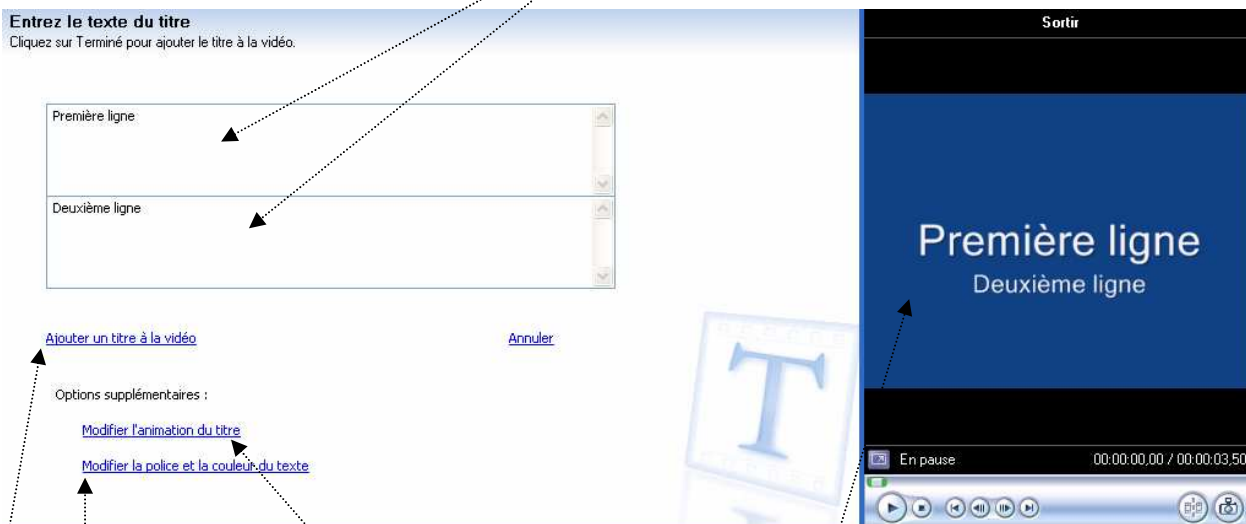 Entrez le texte du titre
Cliquez sur Terminé pour ajouter le titre à la vidéo.
Première ligne
Deuxième ligne
Ajouter un titre à la vidéo
Annuler
Options supplémentaires :
Modifier l'animation du titre
Modifier la police et la couleur du texte
T
Sortir
Première ligne
Deuxième ligne
En pause
00:00:00,00 / 00:00:03,50